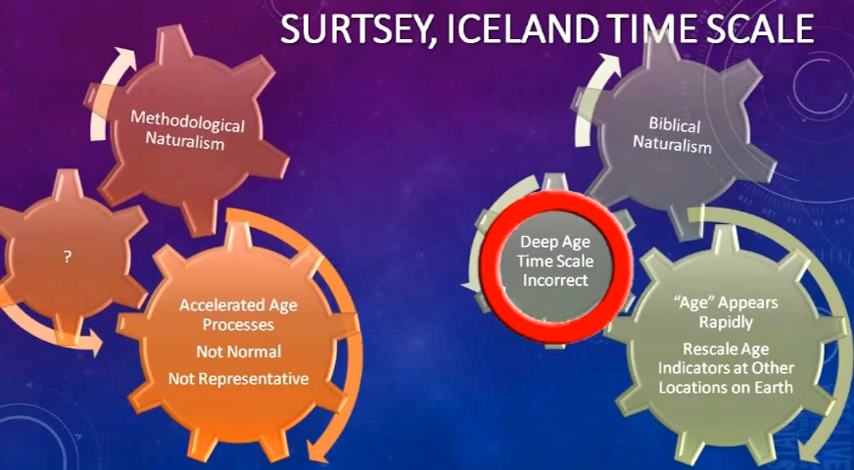 SURTSEY, ICELAND TIME SCALE
Methodological
Naturalism
?
Accelerated Age
Processes
Not Normal
Not Representative
Biblical
Naturalism
Deep Age
Time Scale
Incorrect
“Age” Appears
Rapidly
Rescale Age
Indicators at Other
Locations on Earth